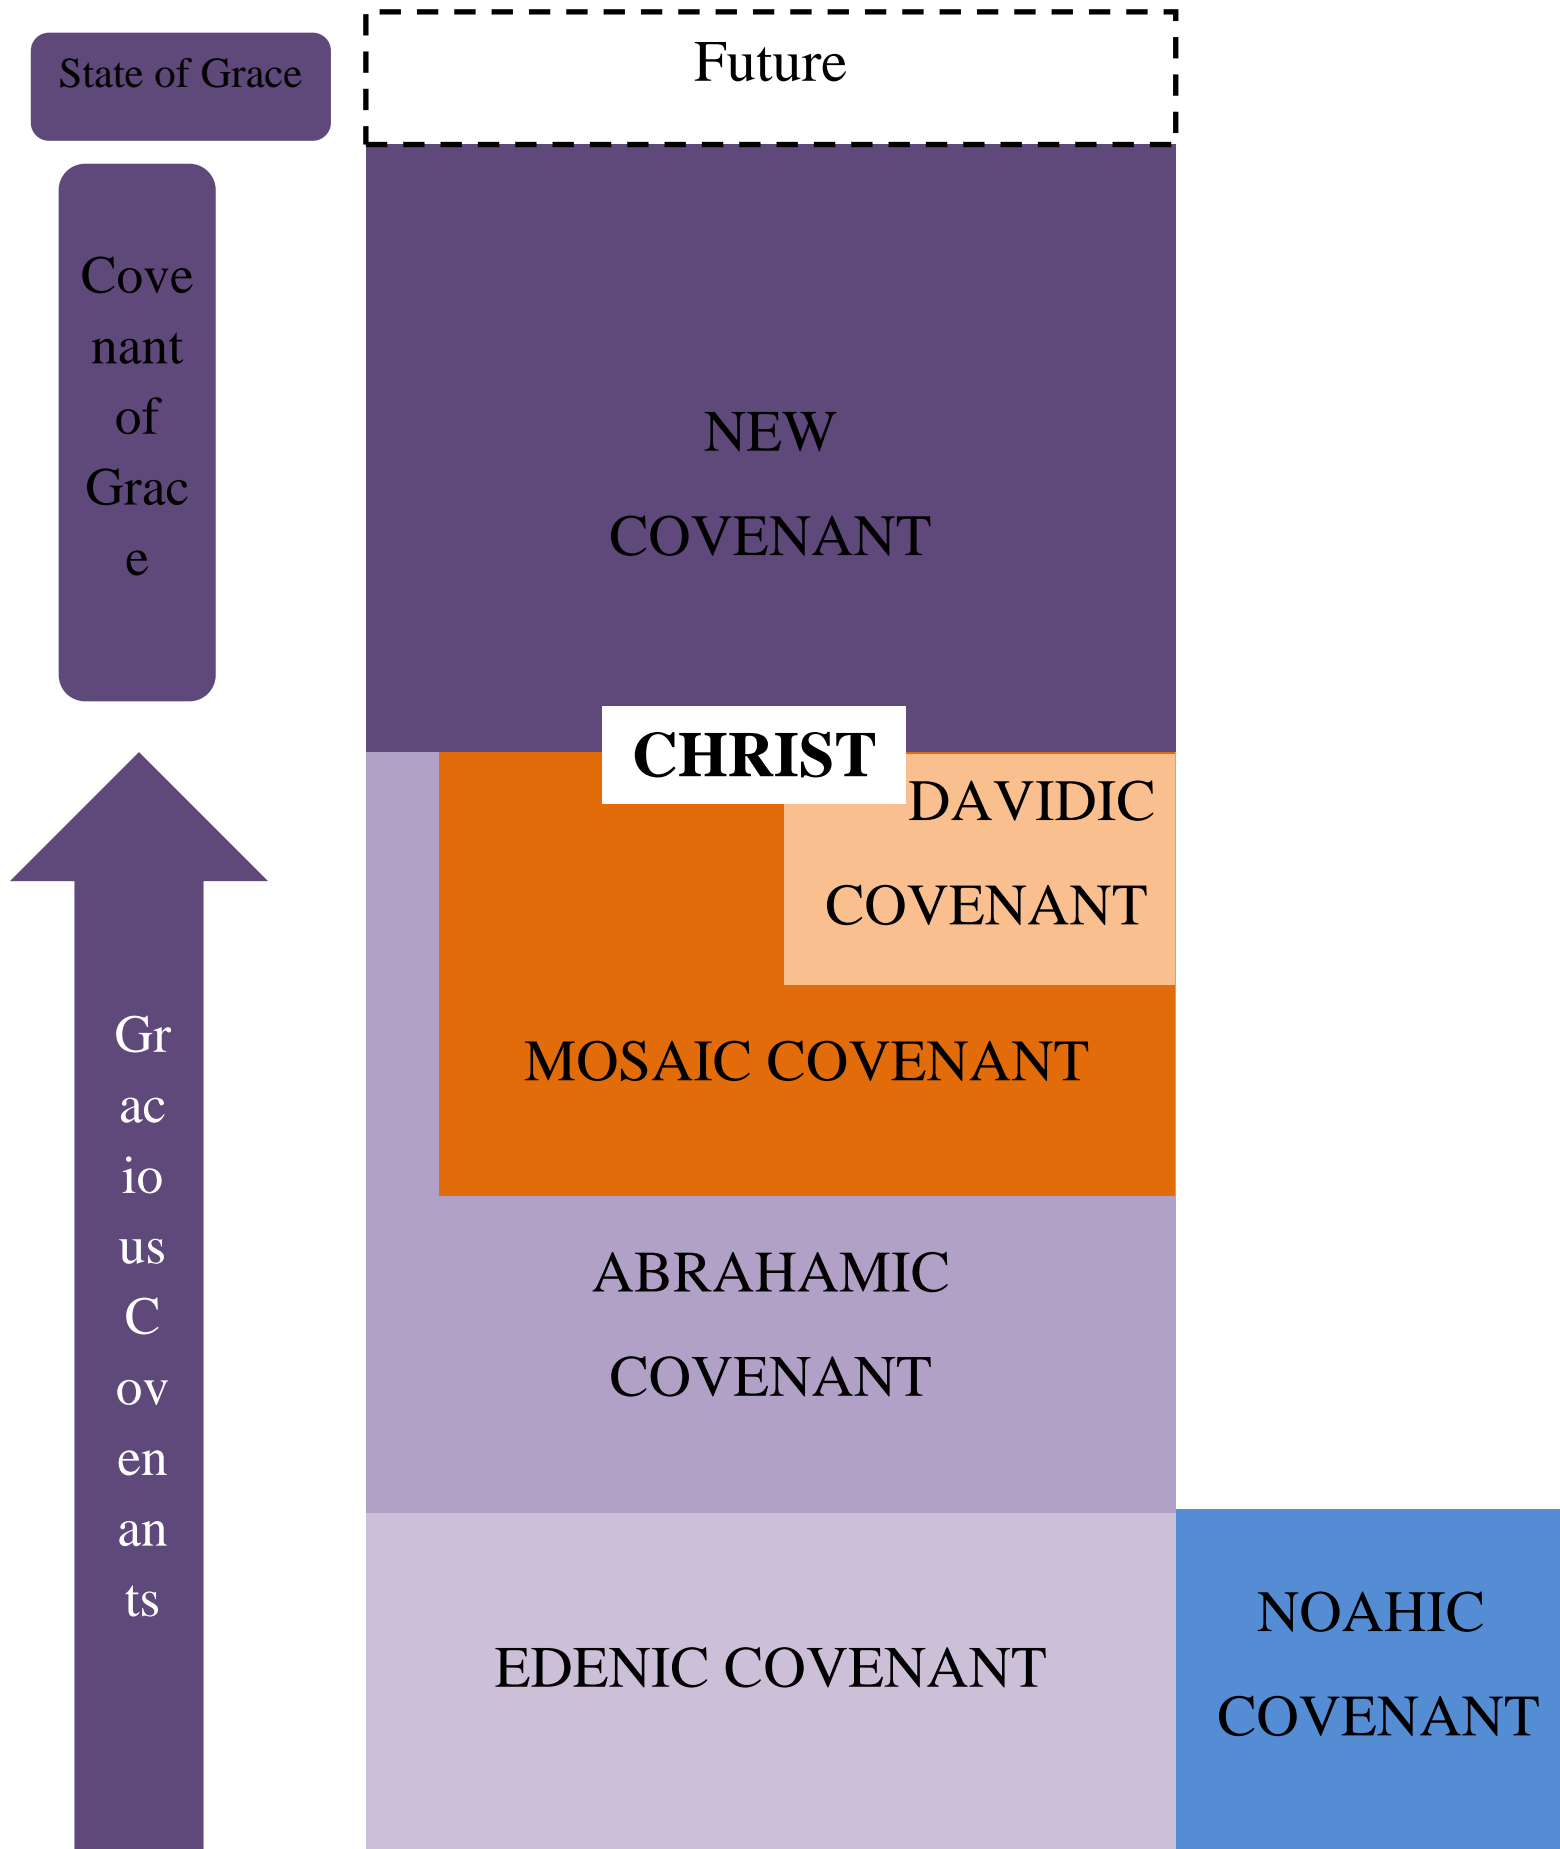 State of Grace
Future
Cove
nant
of
Grac
e
NEW
COVENANT
CHRIST
DAVIDIC
COVENANT
MOSAIC COVENANT
ABRAHAMIC
COVENANT
Gr
ac
io
us
C
ov
en
an
ts
EDENIC COVENANT
NOAHIC
COVENANT